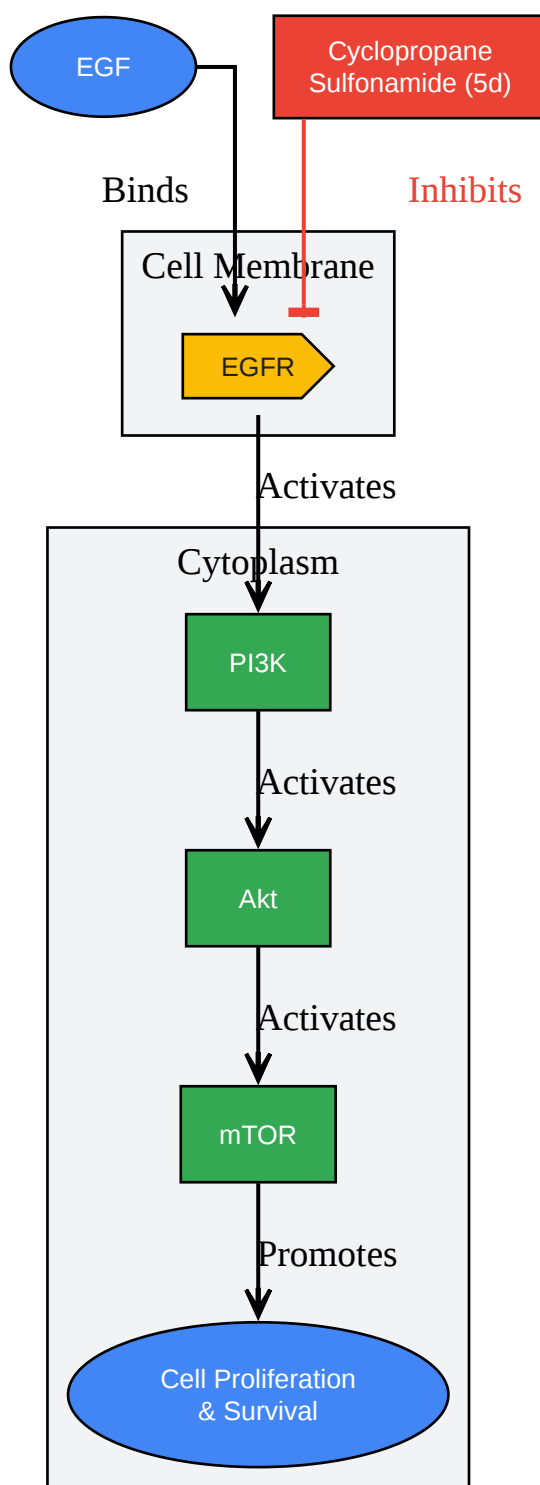 EGF
Cyclopropane
Sulfonamide (5d)
Binds
Inhibits
Cell Membrane
EGFR
Activates
Cytoplasm
PI3K
Activates
Akt
Activates
mTOR
Promotes
Cell Proliferation
& Survival